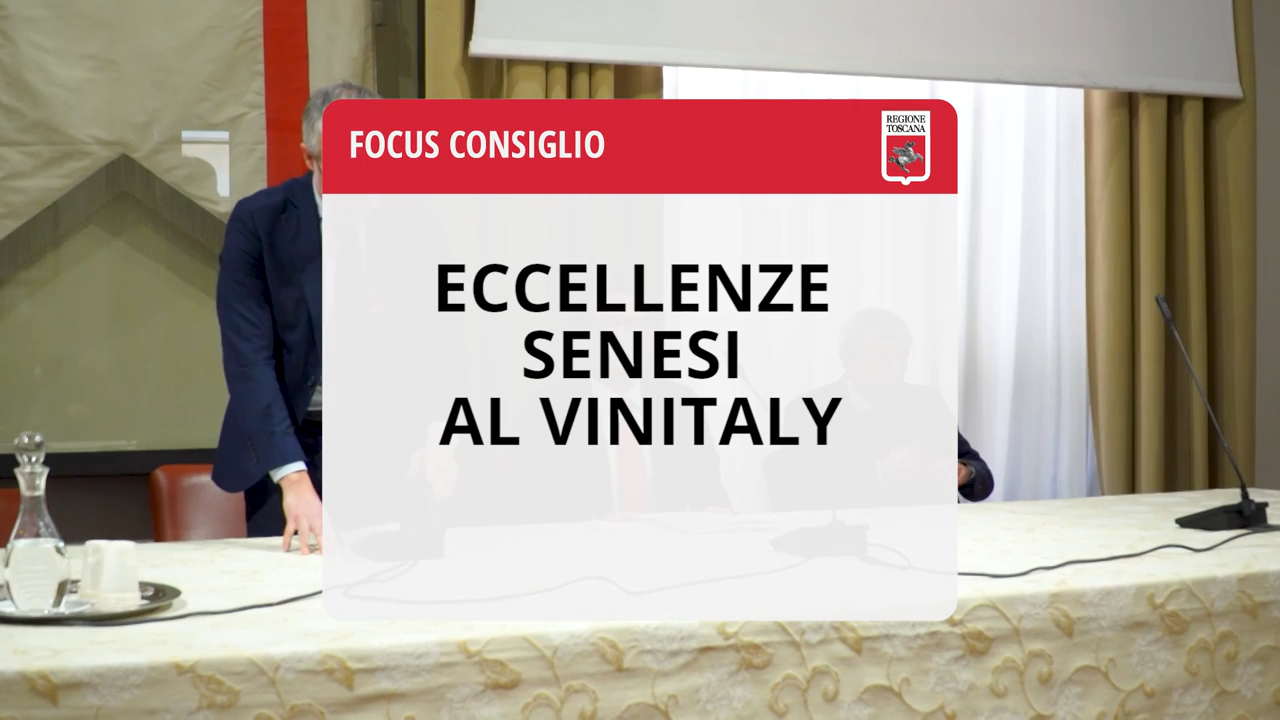 FOCUS CONSIGLIO
REGIONE
TOSCANA
ECCELLENZE
SENESI
AL VINITALY